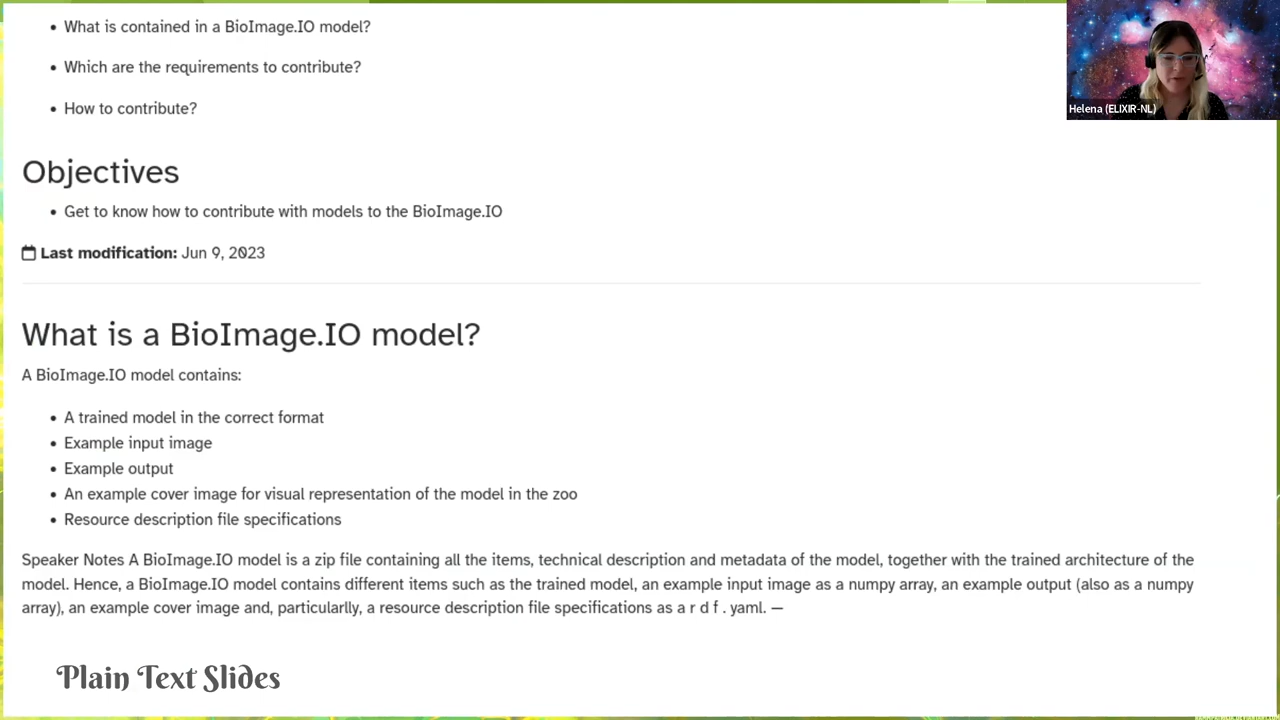 What is contained in a BioImage.IO model?
Which are the requirements to contribute?
Helena (ELIXIR-NL)
How to contribute?
Objectives
Get to know how to contribute with models to the BioImage.IO
Last modification: Jun 9, 2023
What is a BioImage.IO model?
A BioImage.IO model contains:
A trained model in the correct format
Example input image
Example output
An example cover image for visual representation of the model in the zoo
Resource description file specifications
Speaker Notes A BioImage.IO model is a zip file containing all the items, technical description and metadata of the model, together with the trained architecture of the
model. Hence, a BioImage.IO model contains different items such as the trained model, an example input image as a numpy array, an example output (also as a numpy
array), an example cover image and, particularlly, a resource description file specifications as a r d f . yaml. —
Plain Text Slides